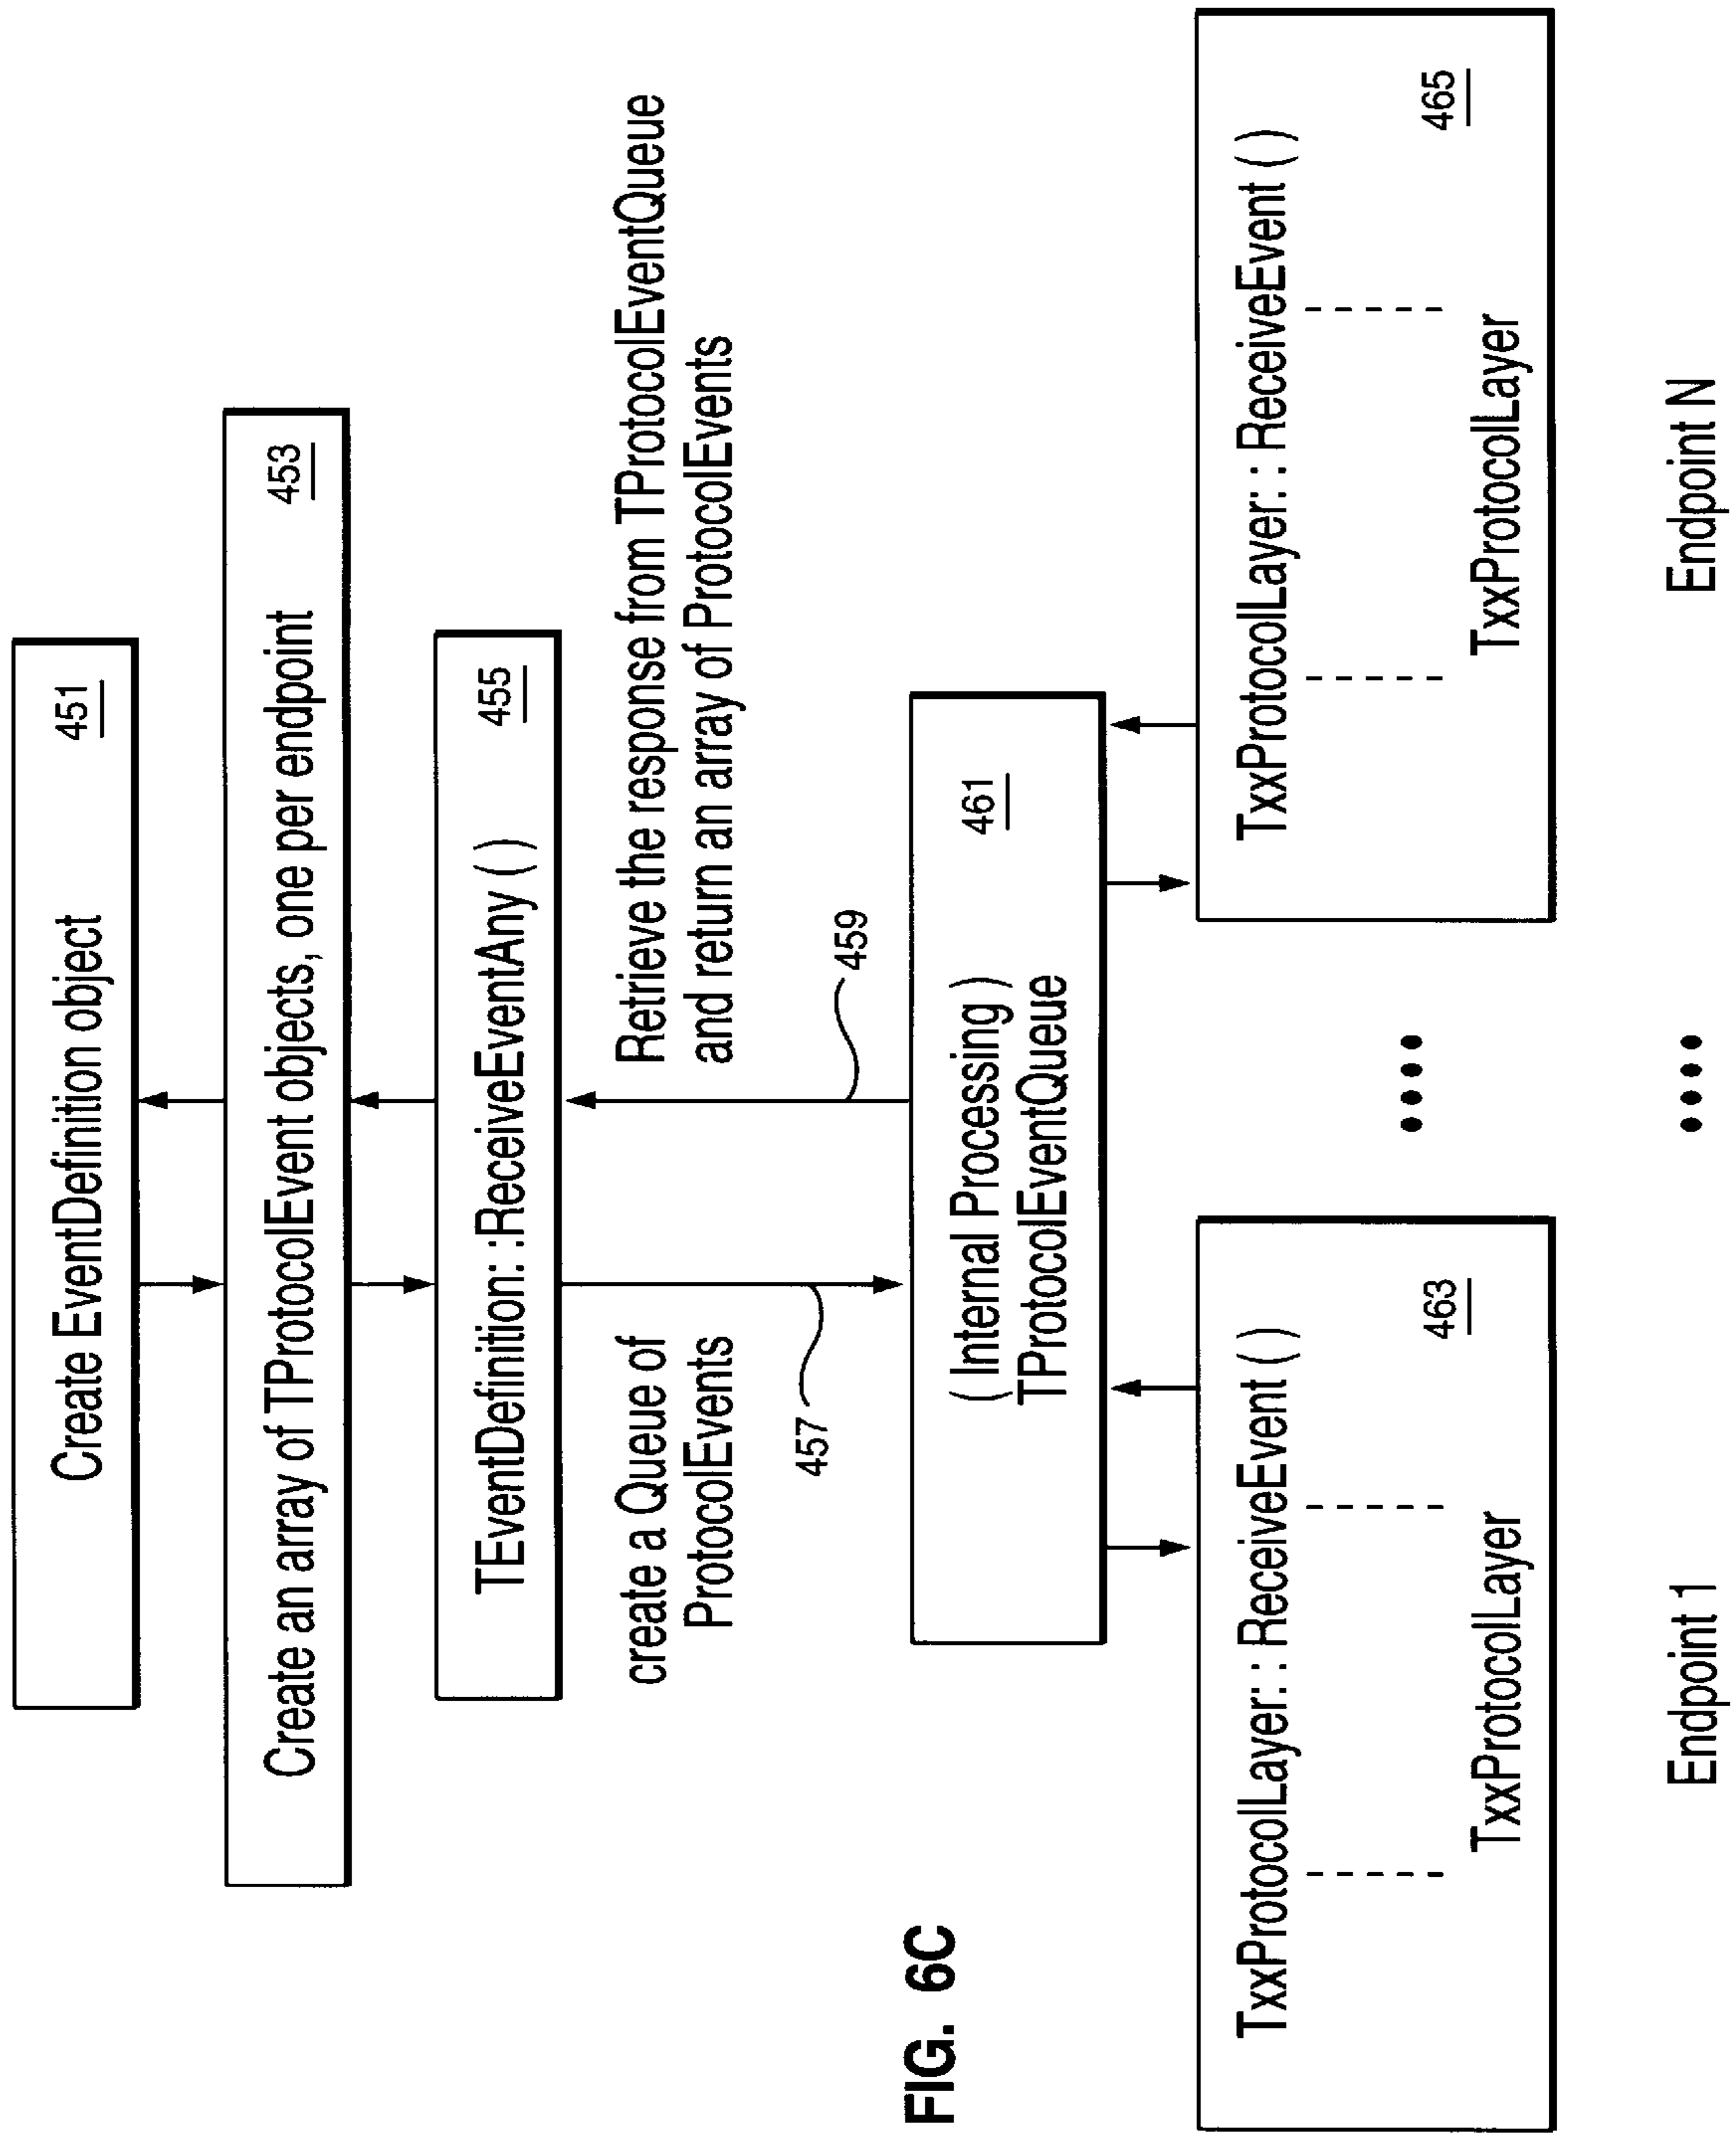 Create EventDefinition object
451
Create an array of TProtocolEvent objects, one per endpoint
453
TEventDefinition: :ReceiveEventAny ( )
455
create a Queue of
ProtocolEvents
457
Retrieve the response from TProtocolEventQueue
and return an array of ProtocolEvents
459
( Internal Processing )
TProtocolEventQueue
461
TxxProtocolLayer: : ReceiveEvent ( )
463
TxxProtocolLayer
TxxProtocolLayer: : ReceiveEvent ( )
465
TxxProtocolLayer
Endpoint 1
Endpoint N
FIG. 6C